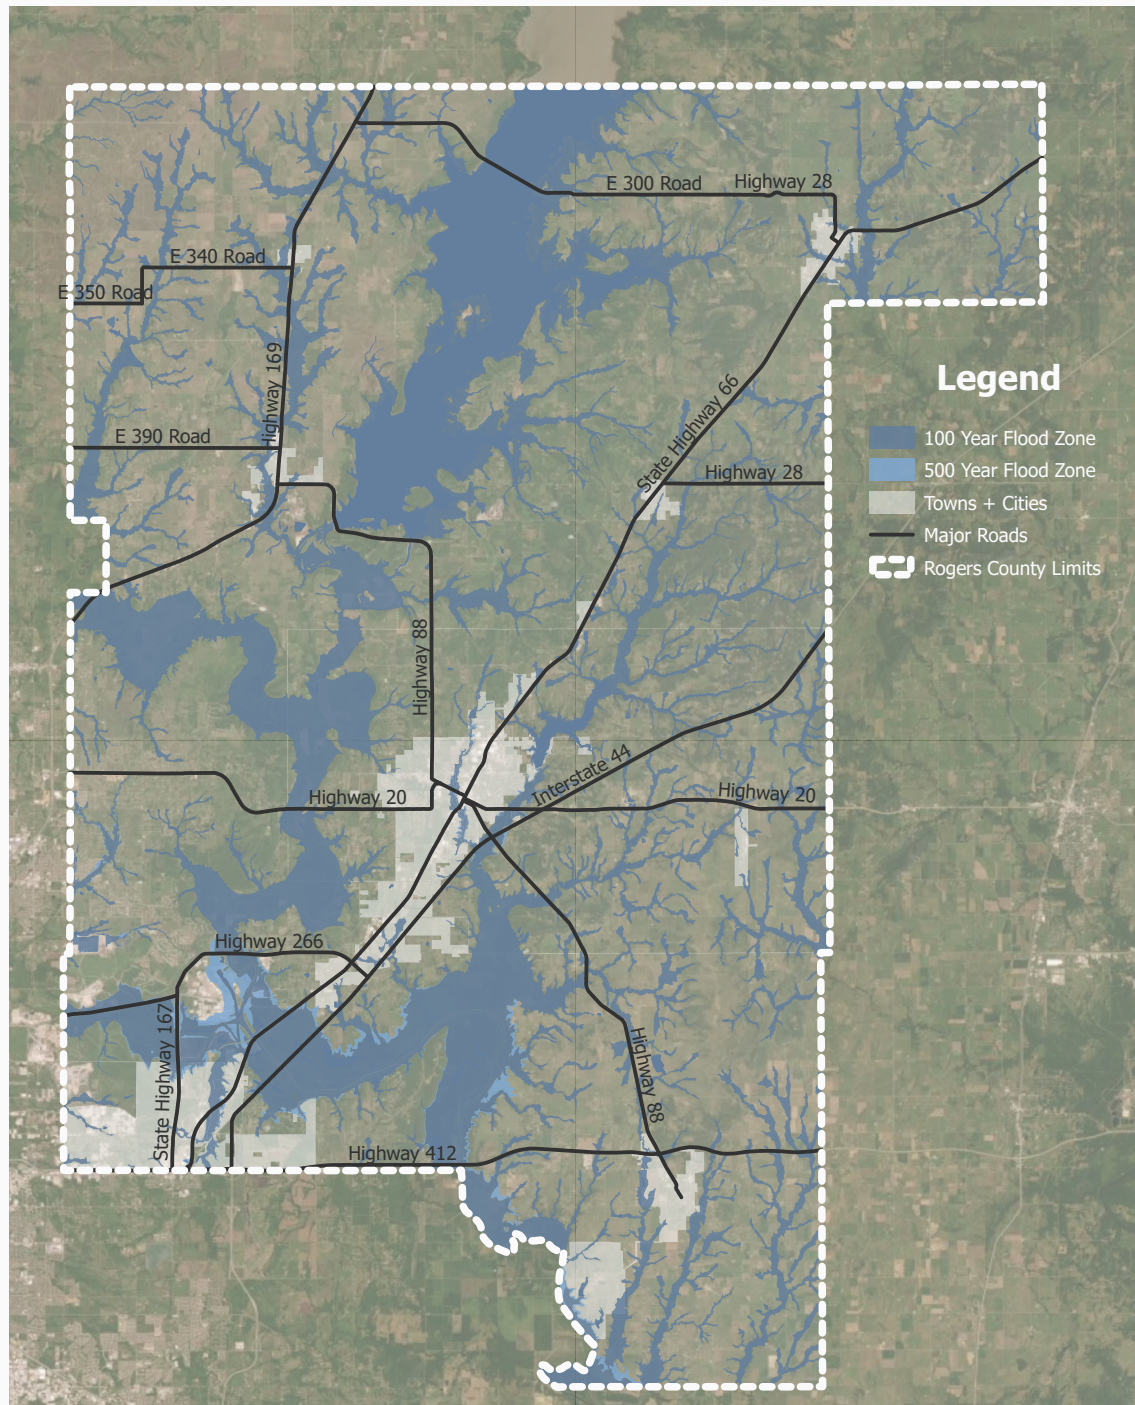 E 300 Road
Highway 28
E 340 Road
E 350 Road
Highway 169
Legend
State Highway 66
E 390 Road
100 Year Flood Zone
Highway 28
500 Year Flood Zone
Towns + Cities
Major Roads
Rogers County Limits
Highway 88
Interstate 44
Highway 20
Highway 20
Highway 266
State Highway 167
Highway 88
Highway 412